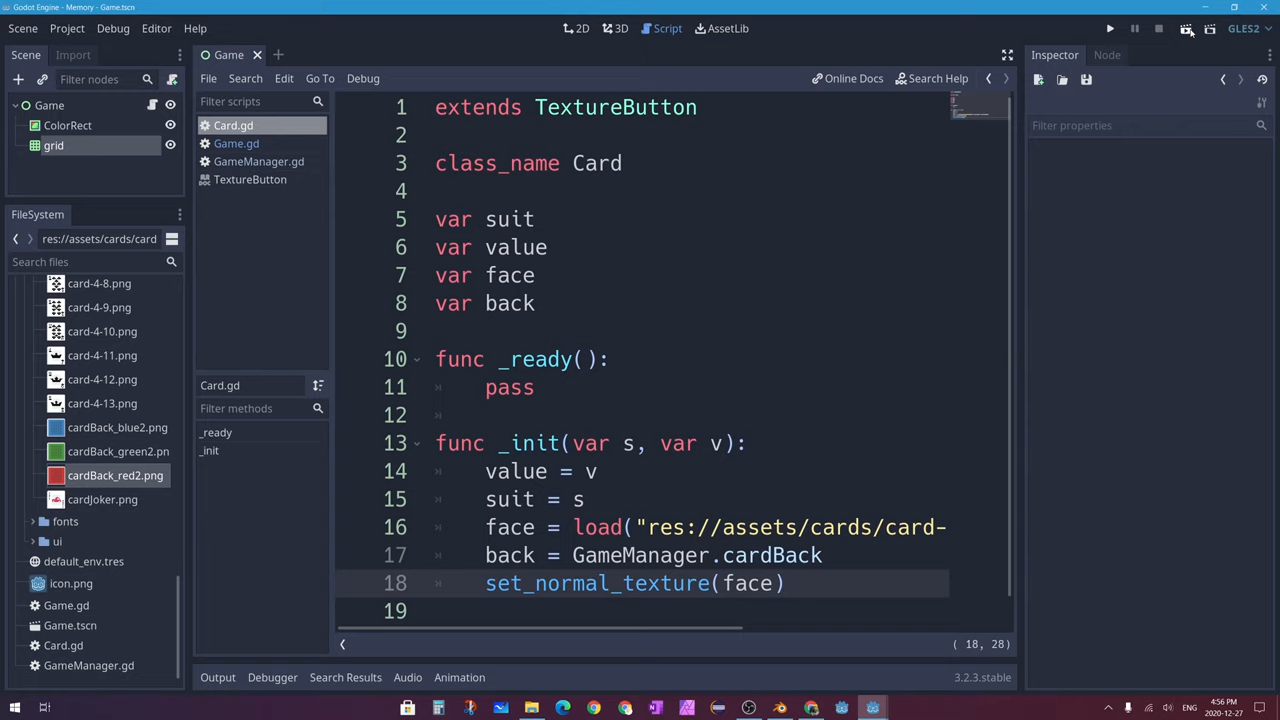 Godot Engine - Memory - Game.tscn
Scene Project Debug Editor Help
2D 3D Script AssetLib
GLES2
Scene Import
Filter nodes
Game
ColorRect
grid
FileSystem
res://assets/cards/card
Search files
card-4-8.png
card-4-9.png
card-4-10.png
card-4-11.png
card-4-12.png
card-4-13.png
cardBack_blue2.png
cardBack_green2.pn
cardBack_red2.png
cardJoker.png
fonts
ui
default_env.tres
icon.png
Game.gd
Game.tscn
Card.gd
GameManager.gd
Game
File Search Edit Go To Debug
Online Docs Search Help
Filter scripts
Card.gd
Game.gd
GameManager.gd
TextureButton
Card.gd
Filter methods
_ready
_init
1 extends TextureButton
2
3 class_name Card
4
5 var suit
6 var value
7 var face
8 var back
9
10 func _ready():
11 pass
12
13 func _init(var s, var v):
14 value = v
15 suit = s
16 face = load("res://assets/cards/card-
17 back = GameManager.cardBack
18 set_normal_texture(face)
19
( 18, 28)
Output Debugger Search Results Audio Animation
3.2.3.stable
Inspector Node
Filter properties
ENG
4:56 PM
2020-12-27